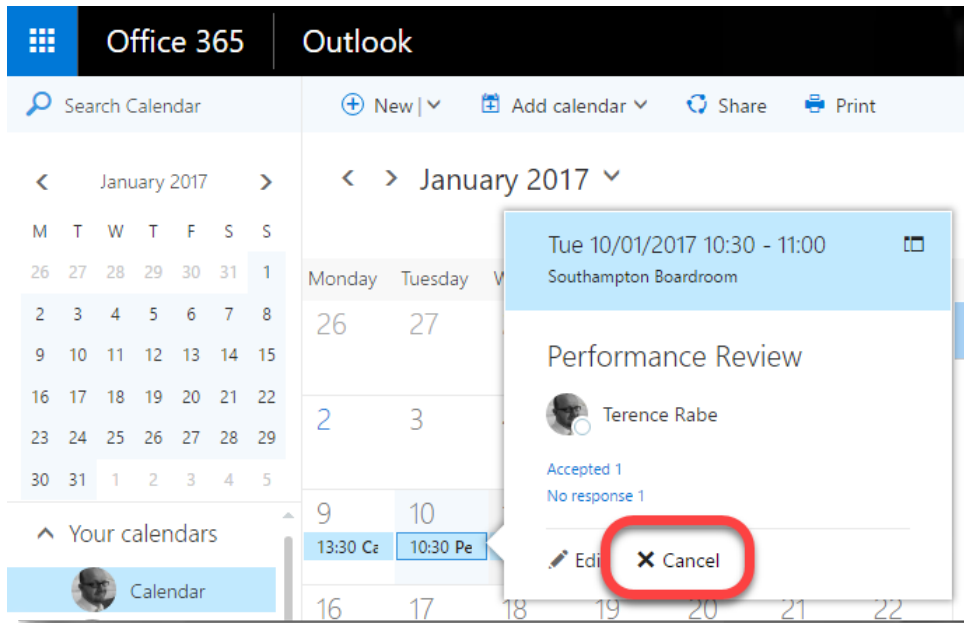 Office 365 Outlook
Search Calendar
New Add calendar Share Print
January 2017
M T W T F S S
26 27 28 29 30 31 1
2 3 4 5 6 7 8
9 10 11 12 13 14 15
16 17 18 19 20 21 22
23 24 25 26 27 28 29
30 31 1 2 3 4 5
Your calendars
Calendar
January 2017
Monday Tuesday W
26 27
2 3
9 10
13:30 Ca 10:30 Pe
16 17 18 19 20 21 22
Tue 10/01/2017 10:30 - 11:00
Southampton Boardroom
Performance Review
Terence Rabe
Accepted 1
No response 1
Edi Cancel